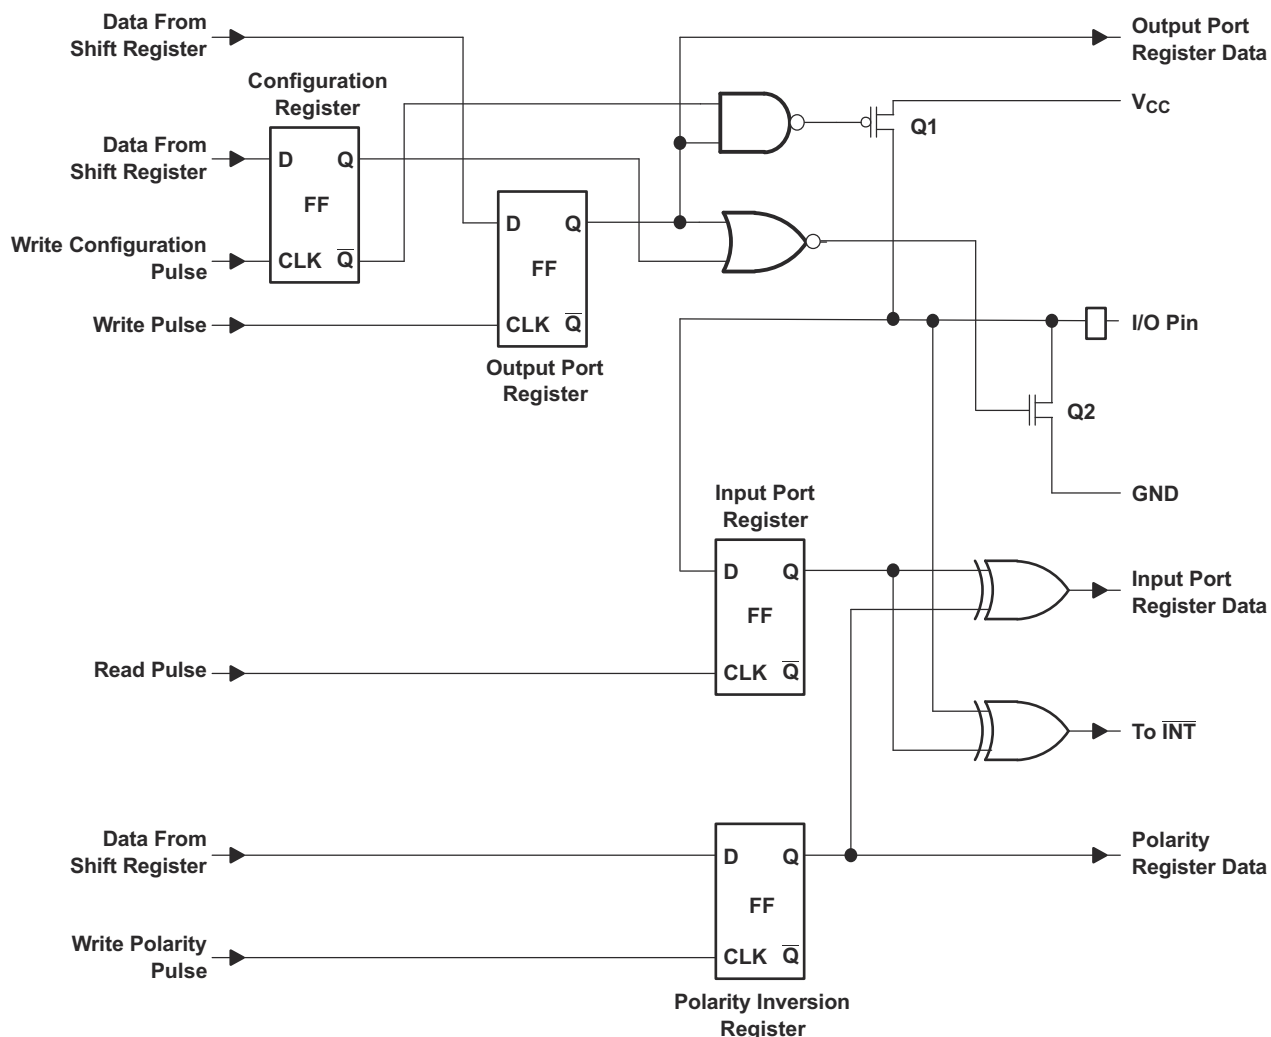 Data From
Shift Register
Output Port
Register Data
Configuration
Register
VCC
Q1
Data From
Shift Register
D Q
FF
CLK Q̅
D Q
FF
CLK Q̅
Write Configuration
Pulse
Write Pulse
Output Port
Register
I/O Pin
Q2
GND
Input Port
Register
D Q
FF
CLK Q̅
Input Port
Register Data
Read Pulse
To I̅N̅T̅
Data From
Shift Register
D Q
FF
CLK Q̅
Polarity
Register Data
Write Polarity
Pulse
Polarity Inversion
Register